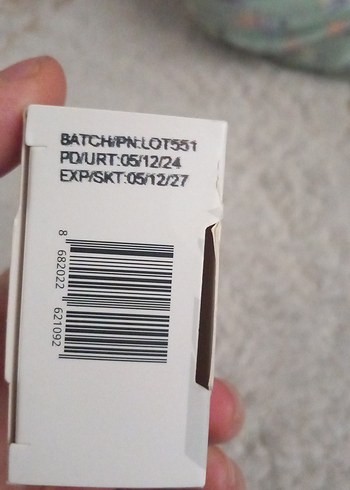 BATCH/PN:LOT551
PD/URT:05/12/24
EXP/SKT:05/12/27
8 682022 621092